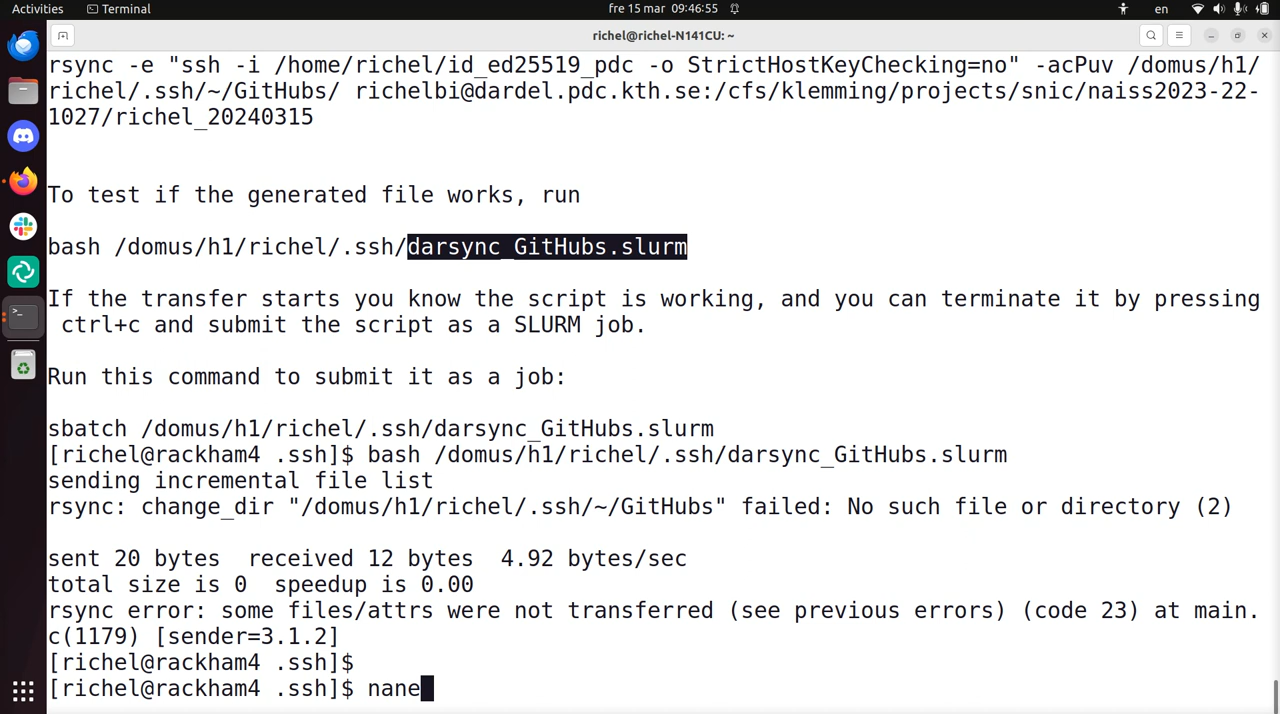 Activities
Terminal
fre 15 mar 09:46:55
en
richel@richel-N141CU: ~
rsync -e "ssh -i /home/richel/id_ed25519_pdc -o StrictHostKeyChecking=no" -acPuv /domus/h1/
richel/.ssh/~/GitHubs/ richelbi@dardel.pdc.kth.se:/cfs/klemming/projects/snic/naiss2023-22-
1027/richel_20240315
To test if the generated file works, run
bash /domus/h1/richel/.ssh/darsync_GitHubs.slurm
If the transfer starts you know the script is working, and you can terminate it by pressing
ctrl+c and submit the script as a SLURM job.
Run this command to submit it as a job:
sbatch /domus/h1/richel/.ssh/darsync_GitHubs.slurm
[richel@rackham4 .ssh]$ bash /domus/h1/richel/.ssh/darsync_GitHubs.slurm
sending incremental file list
rsync: change_dir "/domus/h1/richel/.ssh/~/GitHubs" failed: No such file or directory (2)
sent 20 bytes  received 12 bytes  4.92 bytes/sec
total size is 0  speedup is 0.00
rsync error: some files/attrs were not transferred (see previous errors) (code 23) at main.
c(1179) [sender=3.1.2]
[richel@rackham4 .ssh]$
[richel@rackham4 .ssh]$ nane